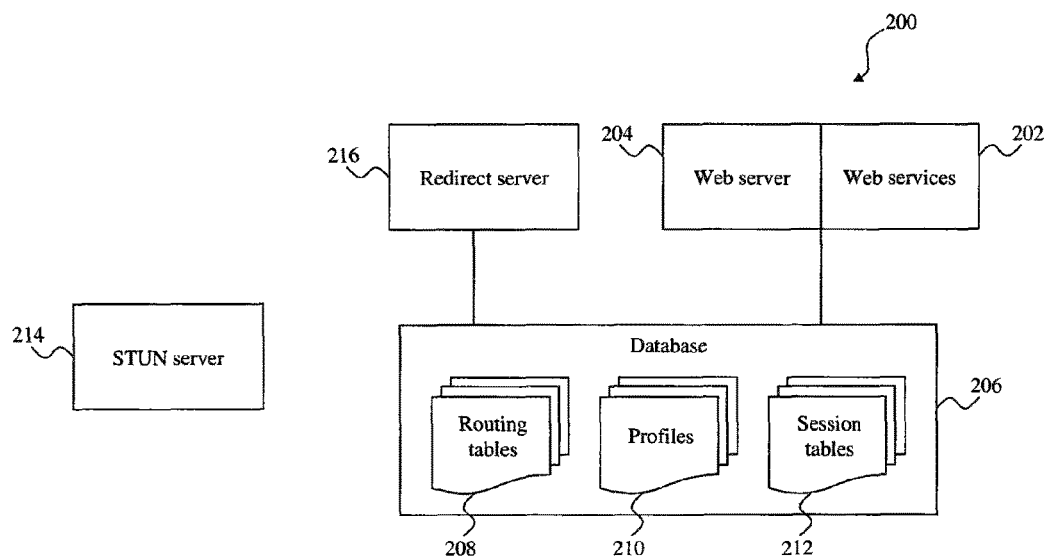 200
216
Redirect server
204
Web server
Web services
202
214
STUN server
Database
206
Routing
tables
Profiles
Session
tables
208
210
212